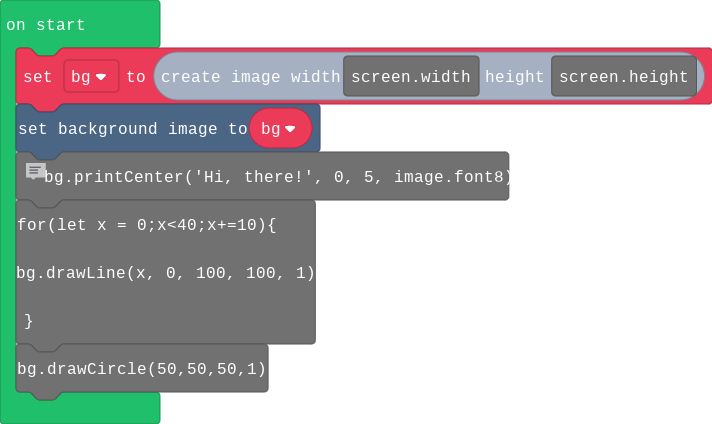 on start
set bg to create image width screen.width height screen.height
set background image to bg
bg.printCenter('Hi, there!', 0, 5, image.font8)
for(let x = 0;x<40;x+=10){
bg.drawLine(x, 0, 100, 100, 1)
}
bg.drawCircle(50,50,50,1)